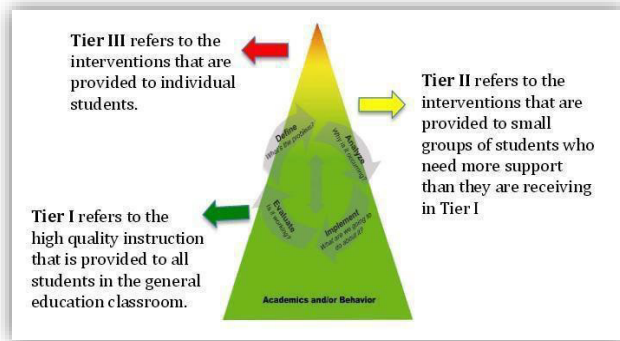 Tier III refers to the
interventions that are
provided to individual
students.
Tier II refers to the
interventions that are
provided to small
groups of students who
need more support
than they are receiving
in Tier I
Define
What's the problem?
Analyze
Why is it occurring?
Implement
What are we going to
do about it?
Evaluate
Is it working?
Tier I refers to the
high quality instruction
that is provided to all
students in the general
education classroom.
Academics and/or Behavior